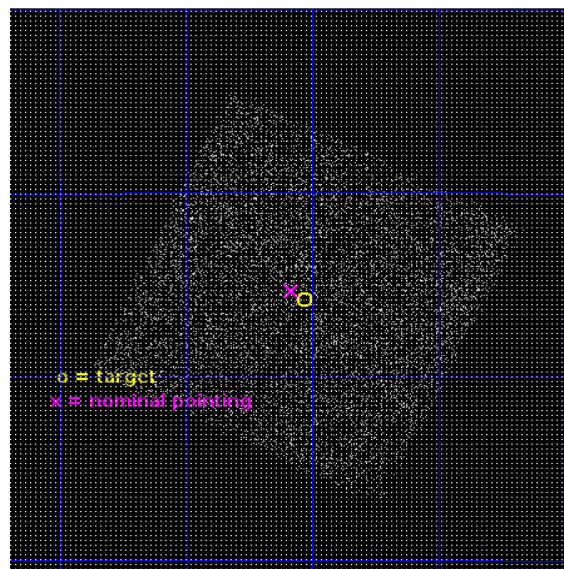 o = target
x = nominal pointing